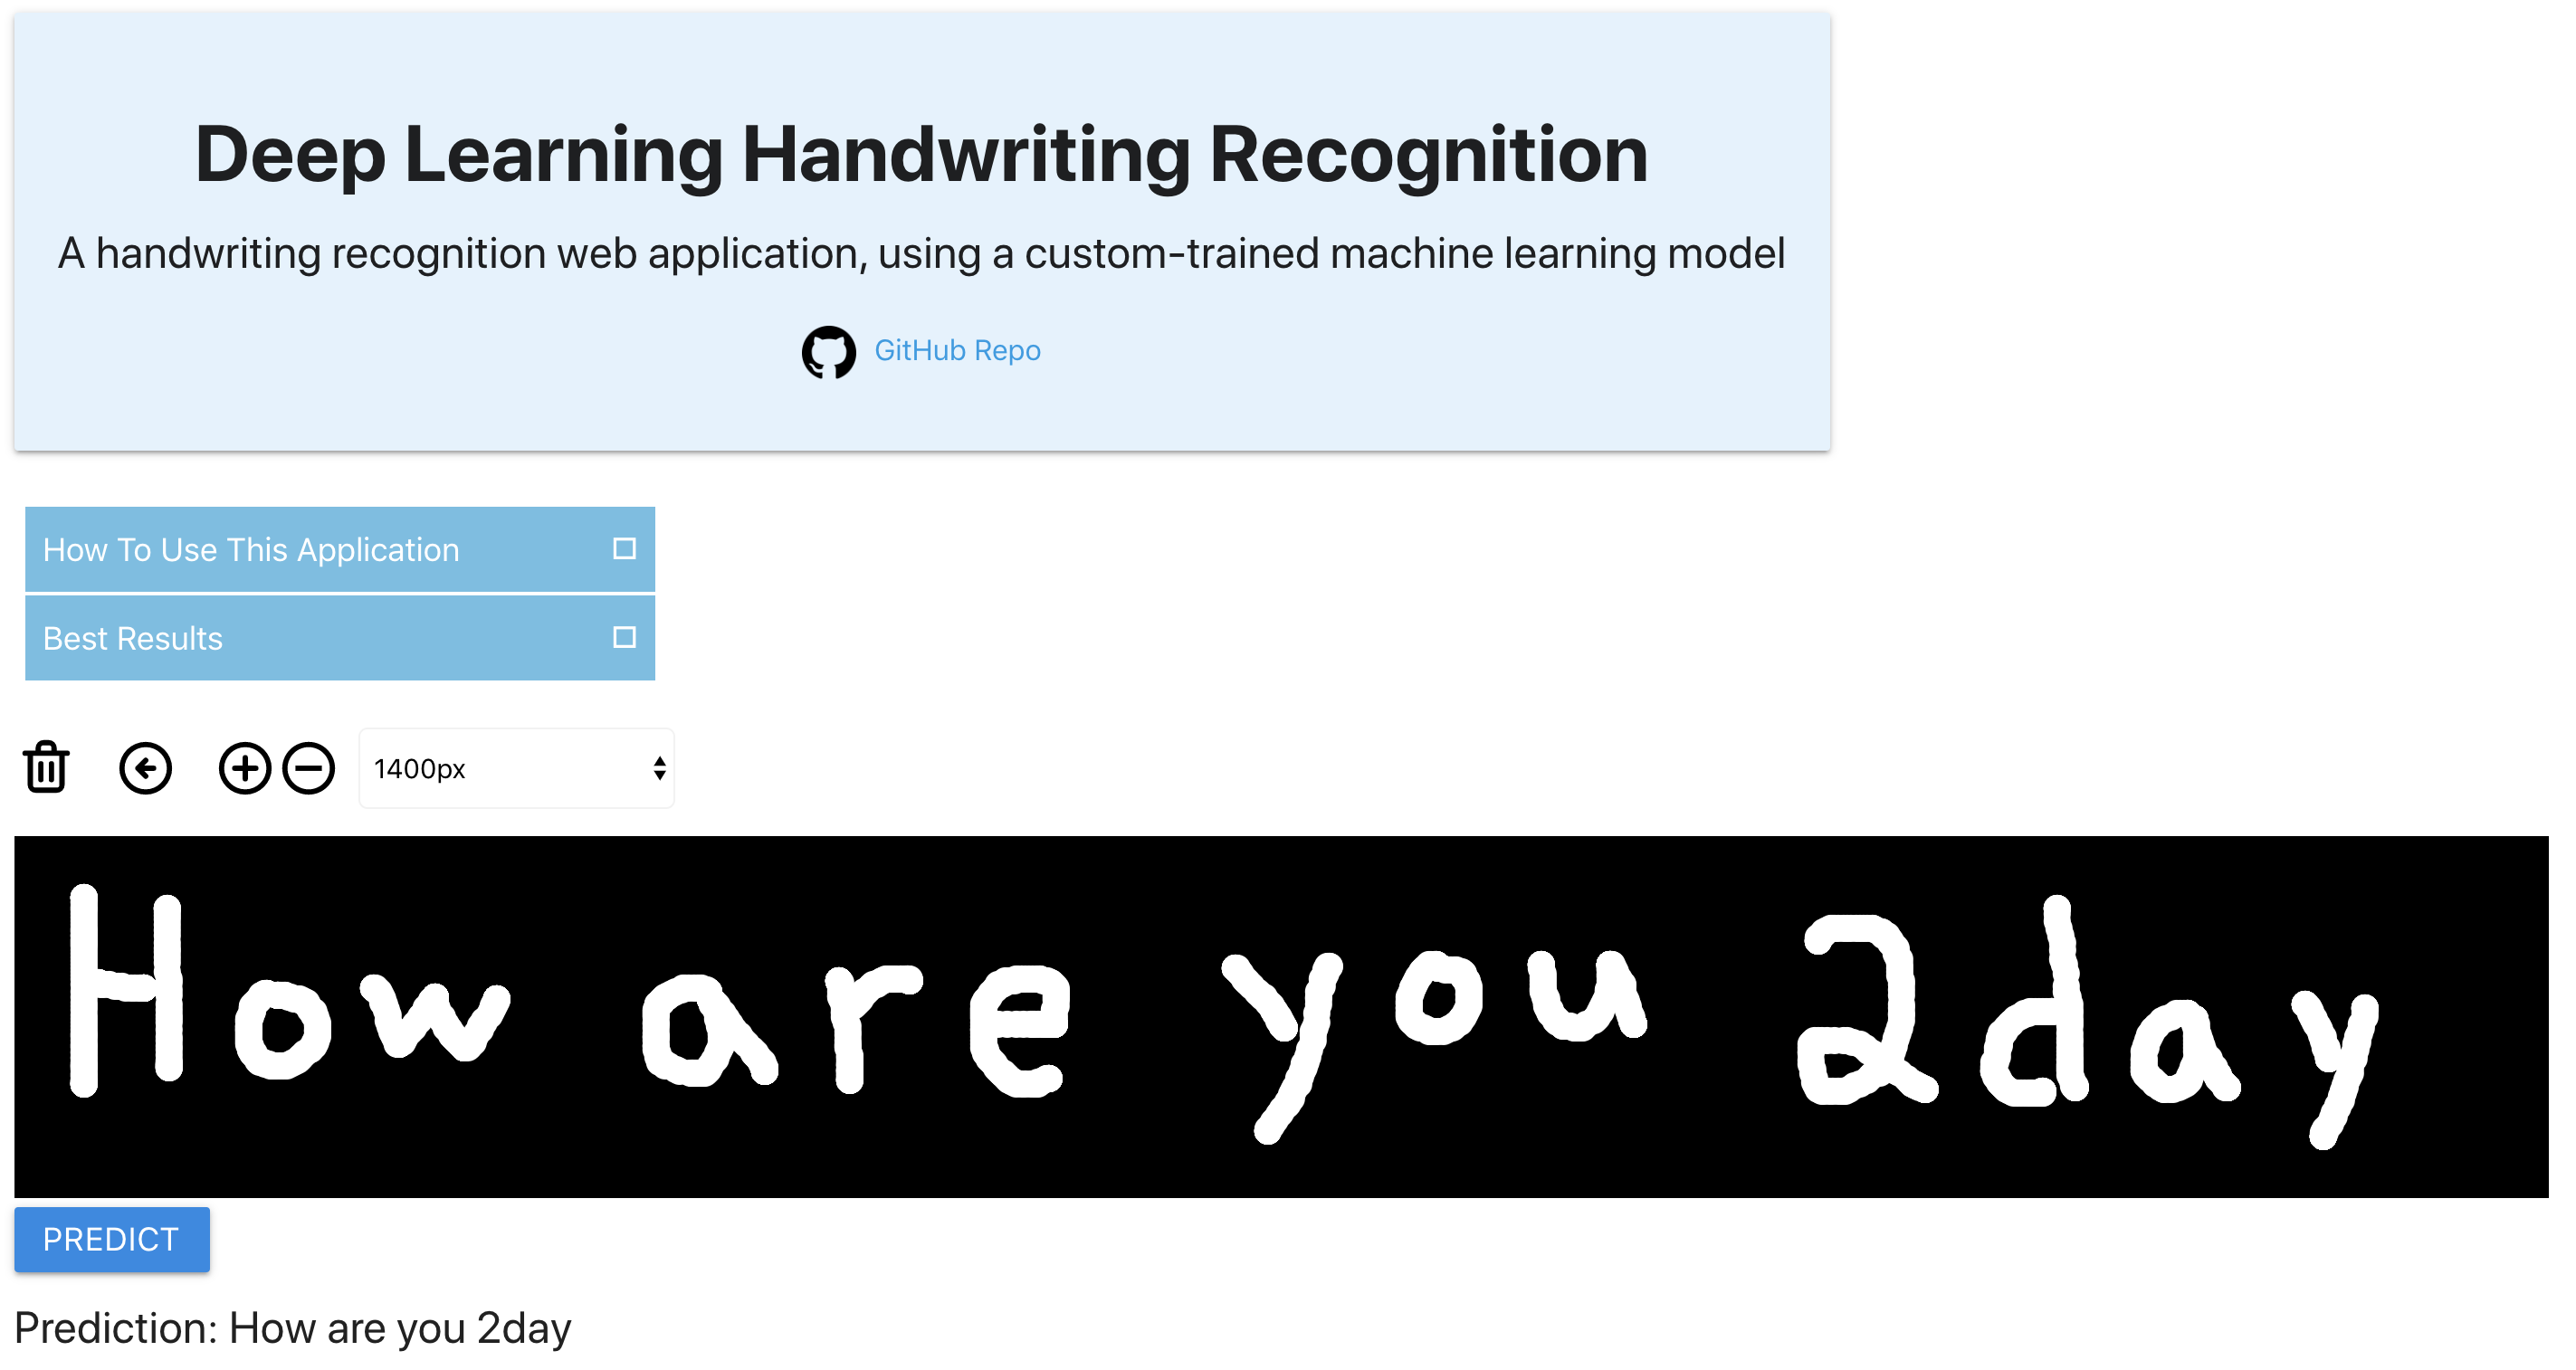 Deep Learning Handwriting Recognition
A handwriting recognition web application, using a custom-trained machine learning model
GitHub Repo
How To Use This Application
Best Results
1400px
How are you 2day
PREDICT
Prediction: How are you 2day